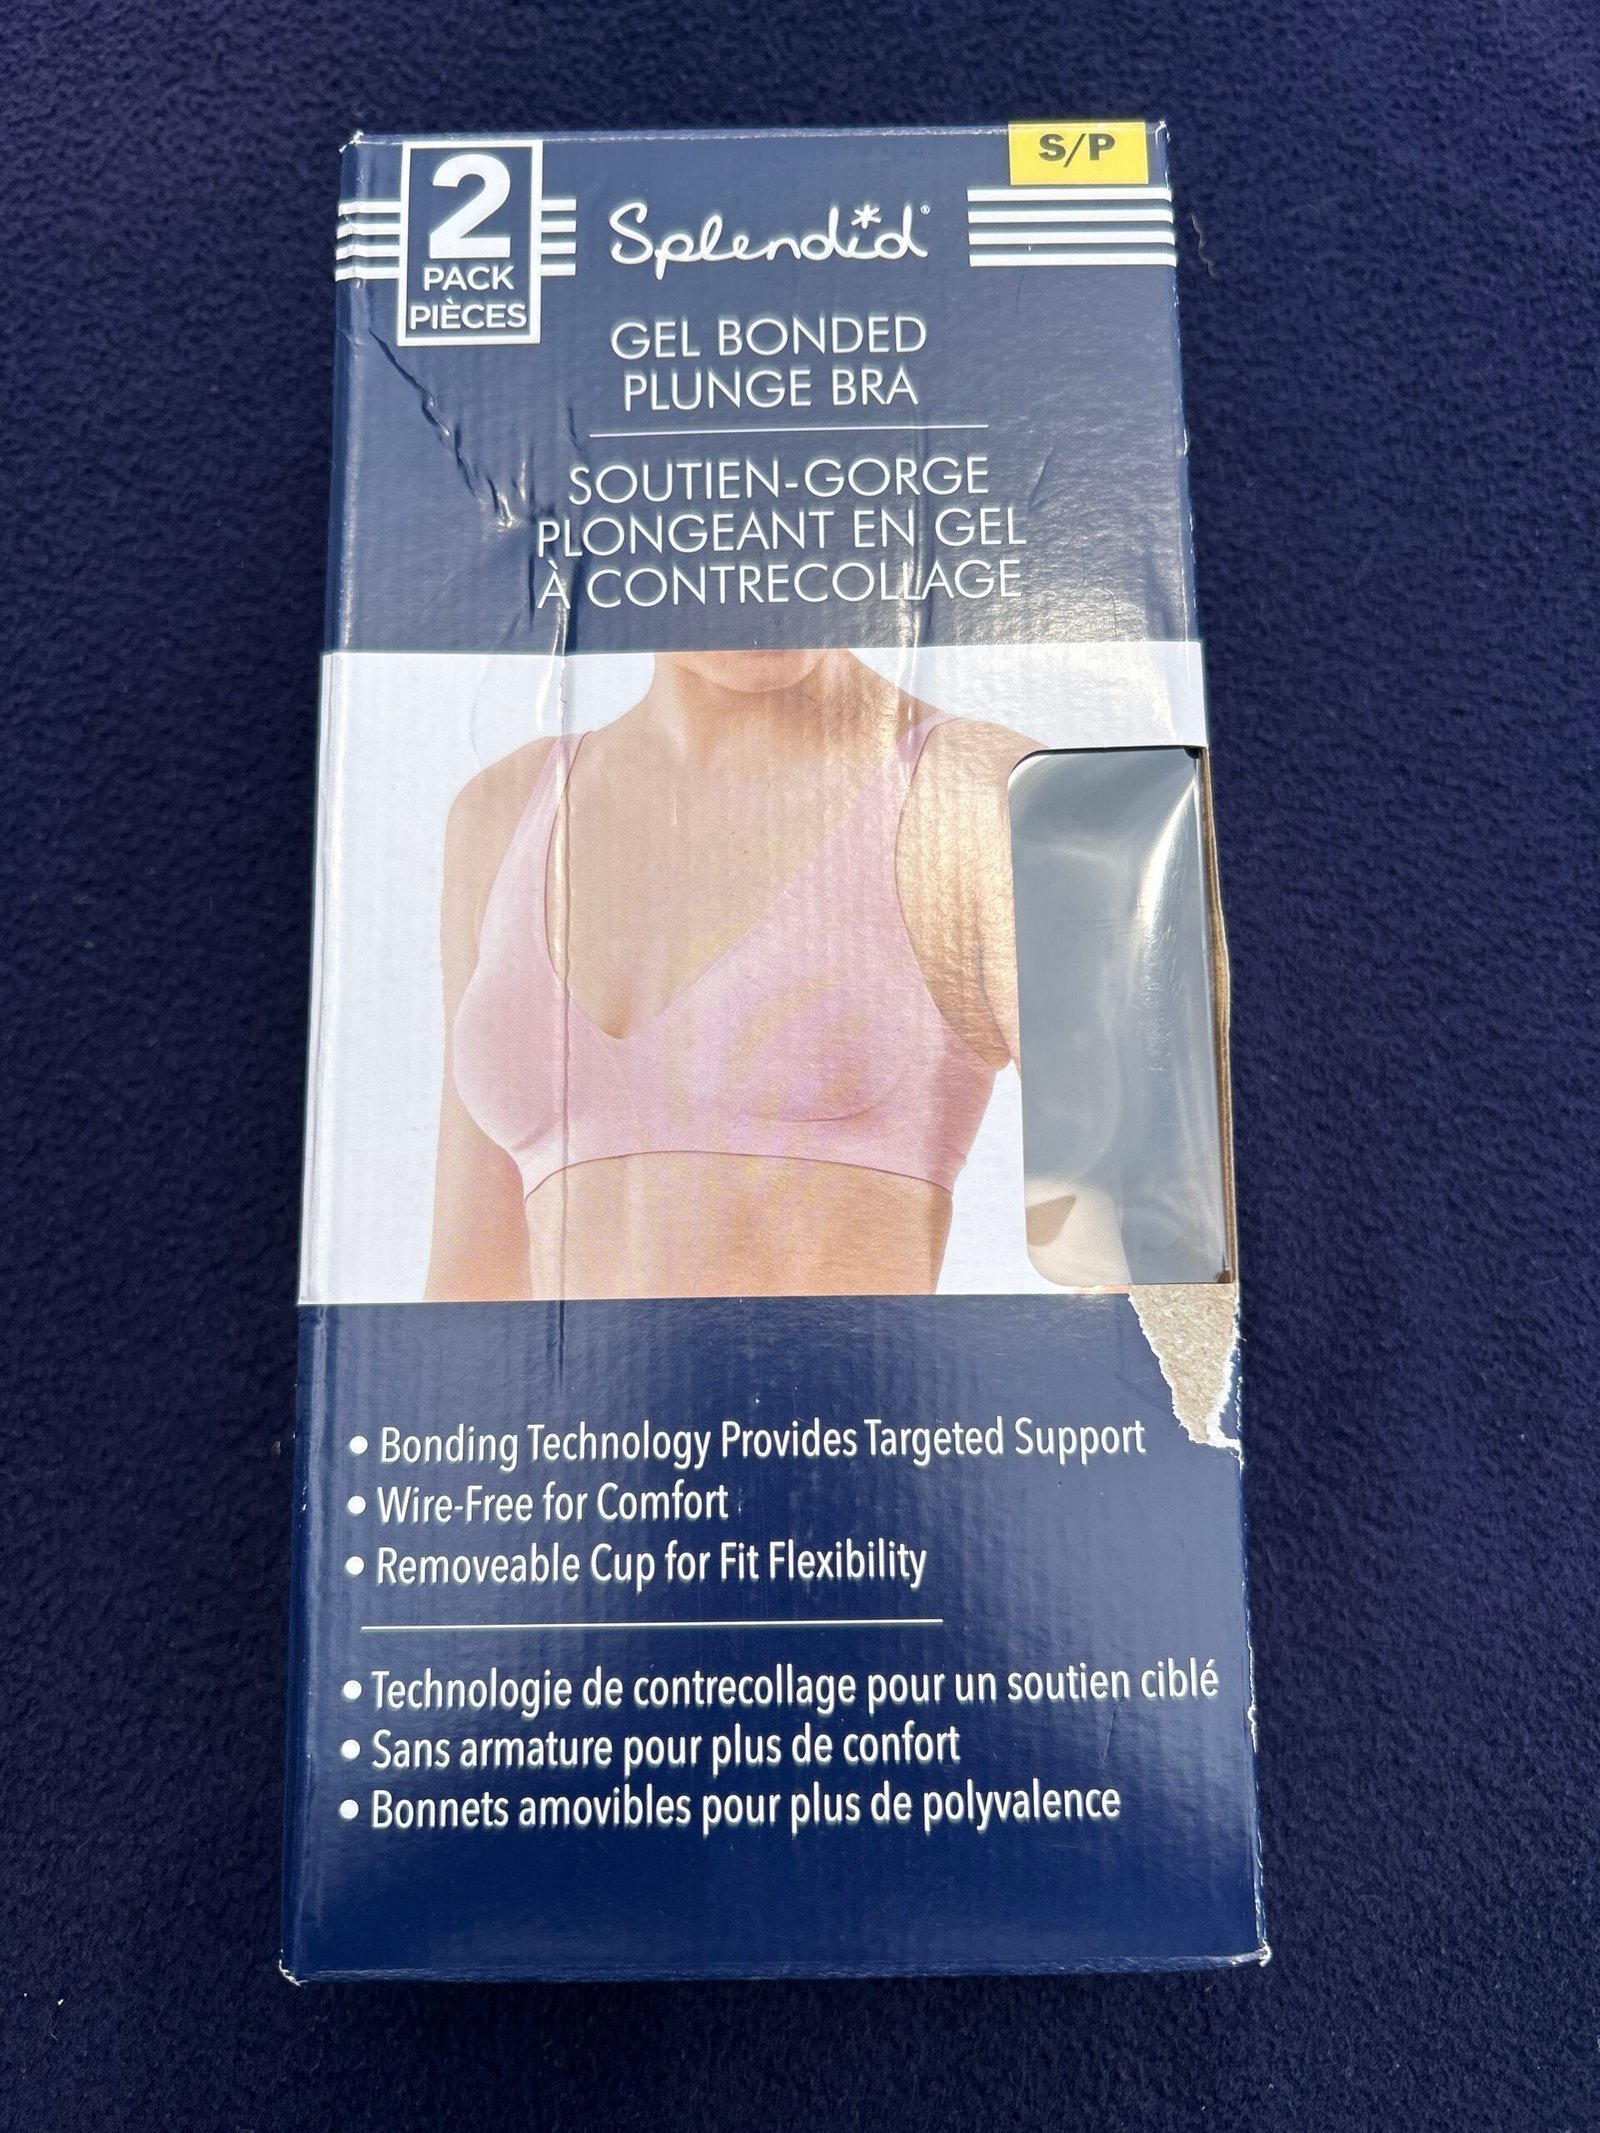 S/P
2
PACK
PIÈCES
Splendid®
GEL BONDED
PLUNGE BRA
SOUTIEN-GORGE
PLONGEANT EN GEL
À CONTRECOLLAGE
• Bonding Technology Provides Targeted Support
• Wire-Free for Comfort
• Removeable Cup for Fit Flexibility
• Technologie de contrecollage pour un soutien ciblé
• Sans armature pour plus de confort
• Bonnets amovibles pour plus de polyvalence